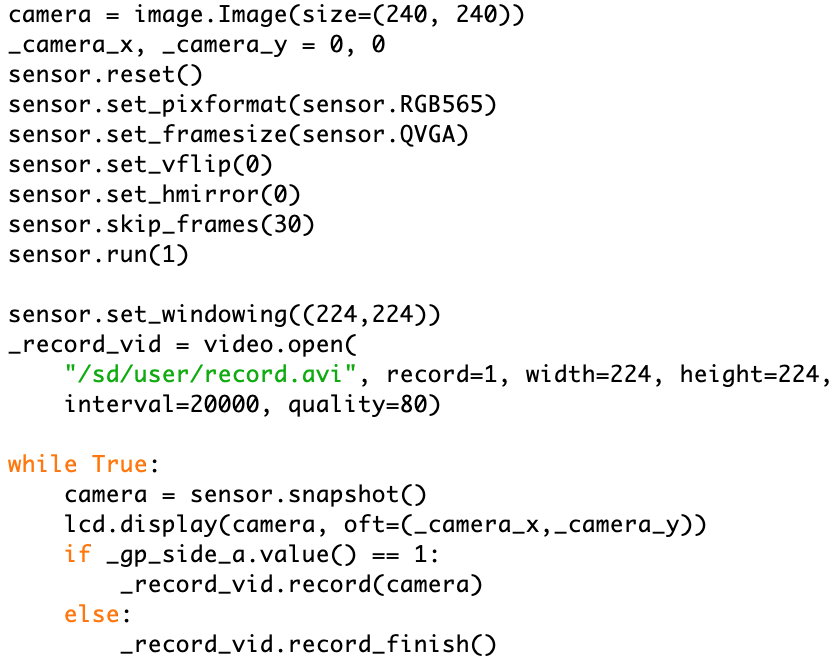 camera = image.Image(size=(240, 240))
_camera_x, _camera_y = 0, 0
sensor.reset()
sensor.set_pixformat(sensor.RGB565)
sensor.set_framesize(sensor.QVGA)
sensor.set_vflip(0)
sensor.set_hmirror(0)
sensor.skip_frames(30)
sensor.run(1)

sensor.set_windowing((224,224))
_record_vid = video.open(
    "/sd/user/record.avi", record=1, width=224, height=224,
    interval=20000, quality=80)

while True:
    camera = sensor.snapshot()
    lcd.display(camera, oft=(_camera_x,_camera_y))
    if _gp_side_a.value() == 1:
        _record_vid.record(camera)
    else:
        _record_vid.record_finish()